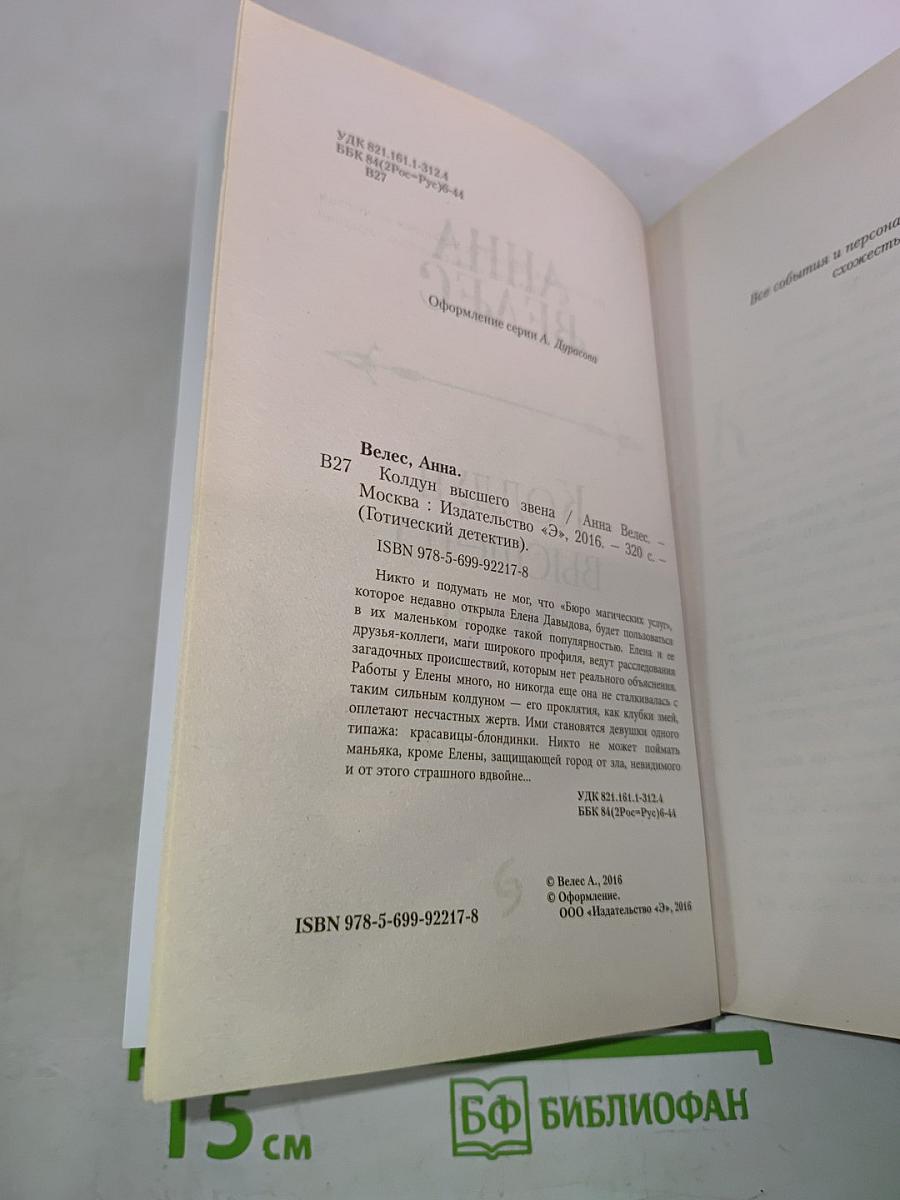 УДК 821.161.1-312.4
ББК 84(2Рос=Рус)6-44
В27
Оформление серии А. Дурасова
Велес, Анна.
В27 Колдун высшего звена / Анна Велес. –
Москва : Издательство «Э», 2016. – 320 с. –
(Готический детектив).
ISBN 978-5-699-92217-8
Никто и подумать не мог, что «Бюро магических услуг»,
которое недавно открыла Елена Давыдова, будет пользоваться
в их маленьком городке такой популярностью. Елена и ее
друзья-коллеги, маги широкого профиля, ведут расследования
загадочных происшествий, которым нет реального объяснения.
Работы у Елены много, но никогда еще она не сталкивалась с
таким сильным колдуном — его проклятия, как клубки змей,
оплетают несчастных жертв. Ими становятся девушки одного
типажа: красавицы-блондинки. Никто не может поймать
маньяка, кроме Елены, защищающей город от зла, невидимого
и от этого страшного вдвойне...
УДК 821.161.1-312.4
ББК 84(2Рос=Рус)6-44
© Велес А., 2016
© Оформление.
ООО «Издательство «Э», 2016
ISBN 978-5-699-92217-8
Все события и персона
схожесть
15 см
БФ БИБЛИОФАН